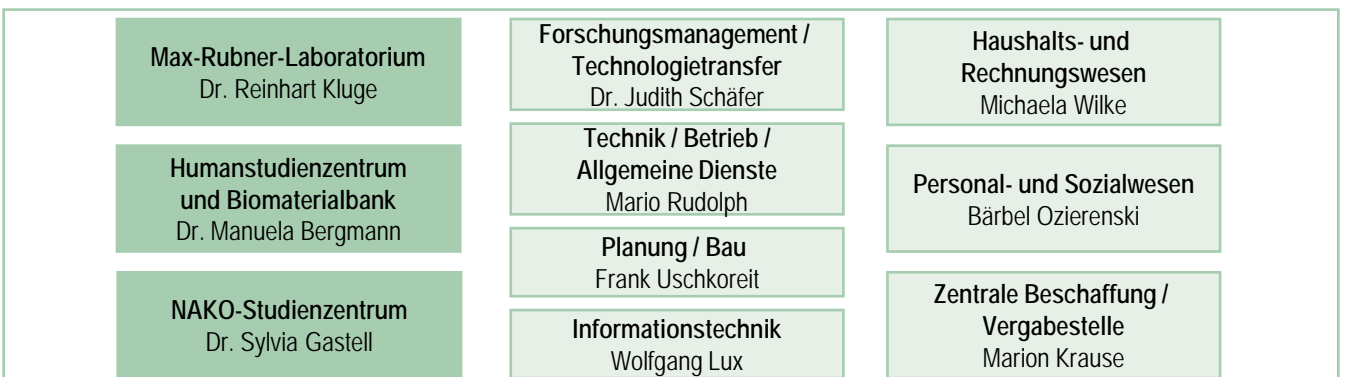 Max-Rubner-Laboratorium
Dr. Reinhart Kluge
Humanstudienzentrum
und Biomaterialbank
Dr. Manuela Bergmann
NAKO-Studienzentrum
Dr. Sylvia Gastell
Forschungsmanagement /
Technologietransfer
Dr. Judith Schäfer
Technik / Betrieb /
Allgemeine Dienste
Mario Rudolph
Planung / Bau
Frank Uschkoreit
Informationstechnik
Wolfgang Lux
Haushalts- und
Rechnungswesen
Michaela Wilke
Personal- und Sozialwesen
Bärbel Ozierenski
Zentrale Beschaffung /
Vergabestelle
Marion Krause